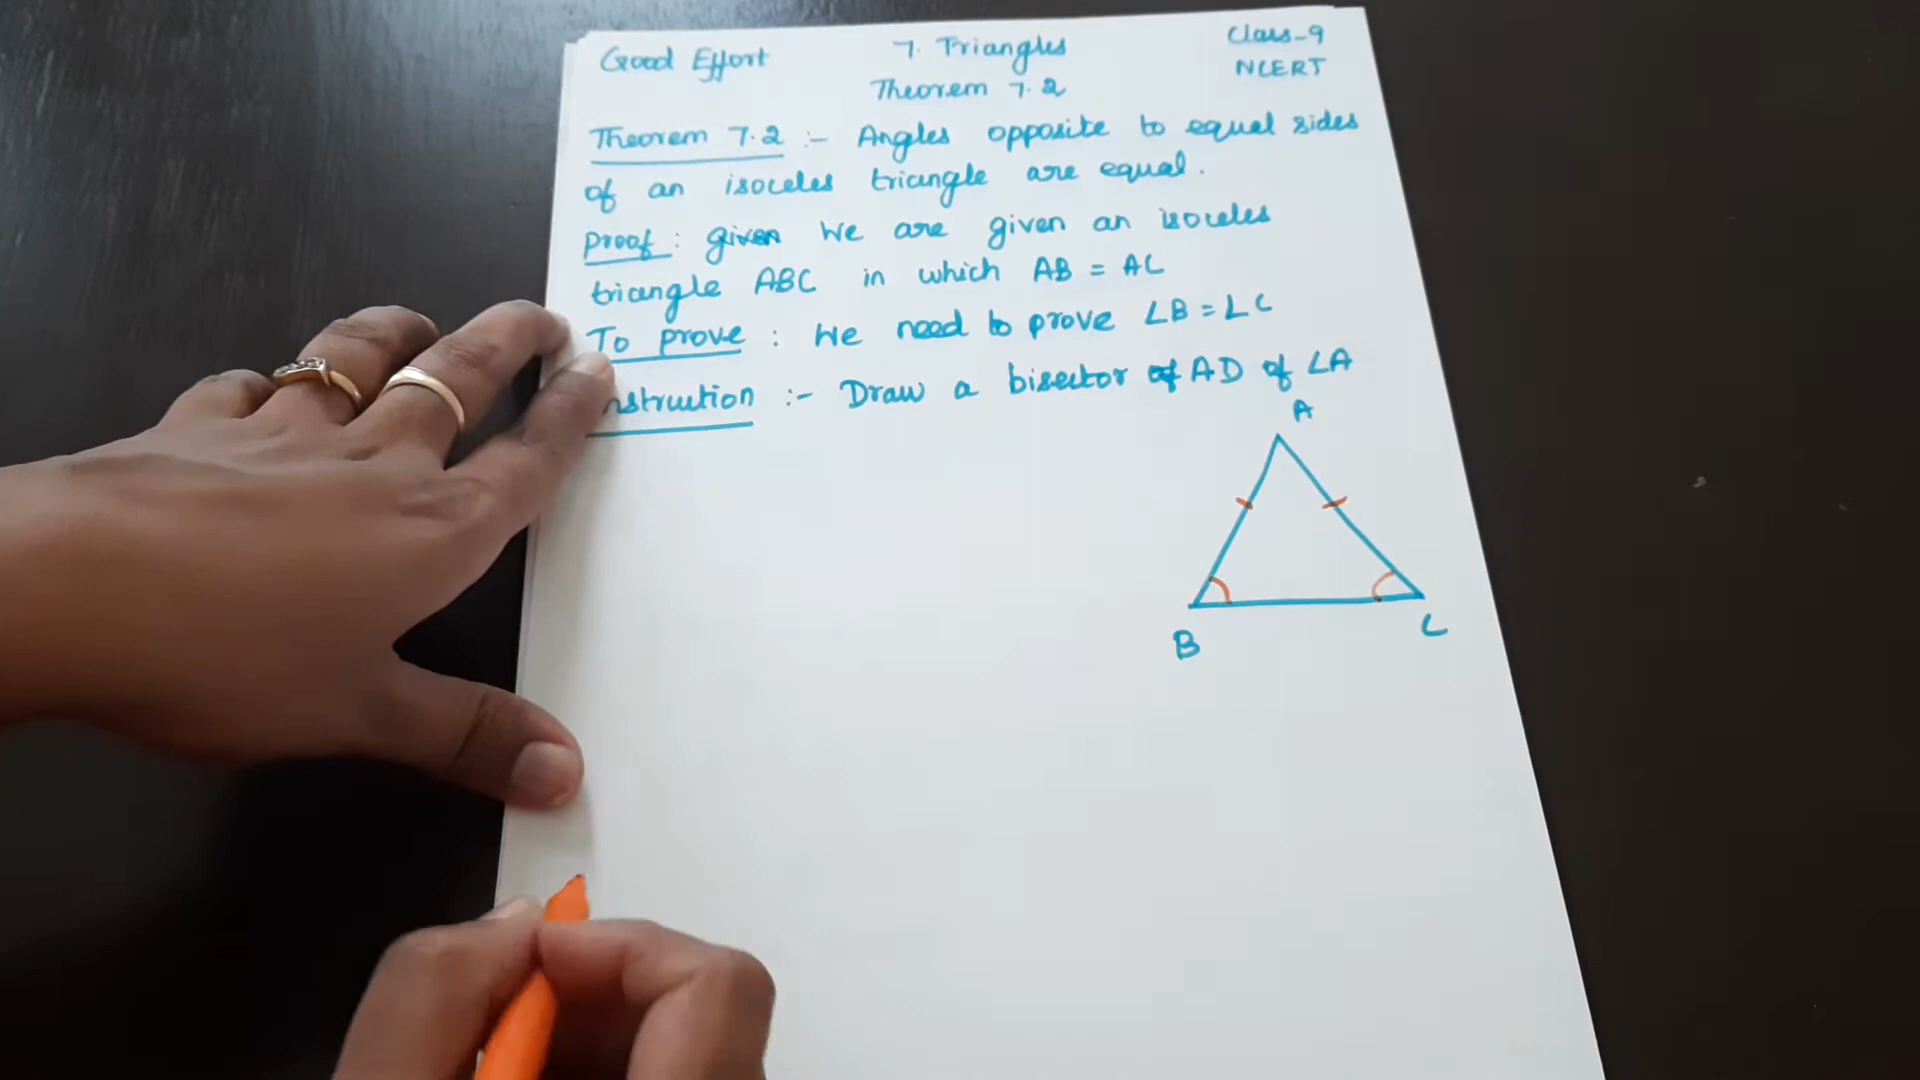 Good Effort 7. Triangles Class-9
Theorem 7.2 NCERT
Theorem 7.2 :- Angles opposite to equal sides
of an isoceles triangle are equal.
Proof : given We are given an isoceles
triangle ABC in which AB = AC
To prove : We need to prove ∠B = ∠C
nstruction :- Draw a bisector of AD of ∠A
A
B C